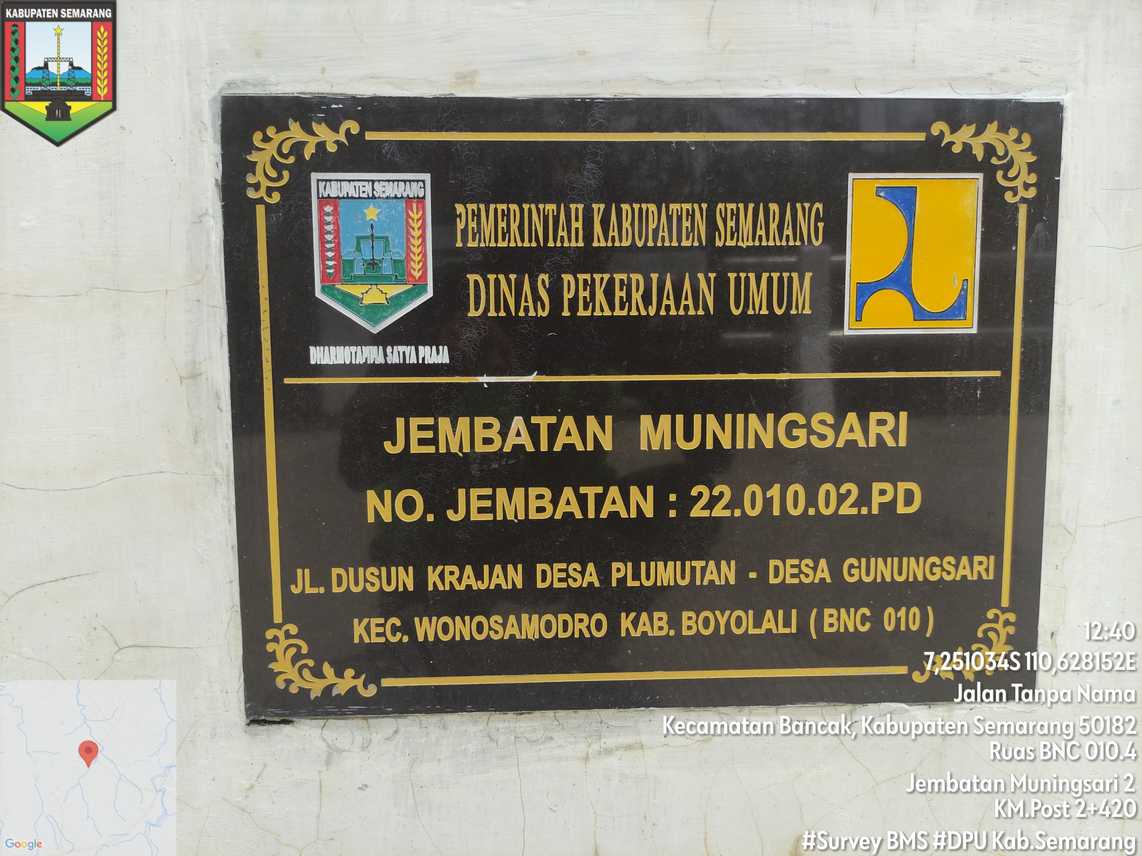 KABUPATEN SEMARANG
KABUPATEN SEMARANG
PEMERINTAH KABUPATEN SEMARANG
DINAS PEKERJAAN UMUM
DHARMOTAMA SATYA PRAJA
JEMBATAN MUNINGSARI
NO. JEMBATAN : 22.010.02.PD
JL. DUSUN KRAJAN DESA PLUMUTAN - DESA GUNUNGSARI
KEC. WONOSAMODRO KAB. BOYOLALI ( BNC 010 )
12:40
7,251034S 110,628152E
Jalan Tanpa Nama
Kecamatan Bancak, Kabupaten Semarang 50182
Ruas BNC 010.4
Jembatan Muningsari 2
KM.Post 2+420
#Survey BMS #DPU Kab.Semarang
Google